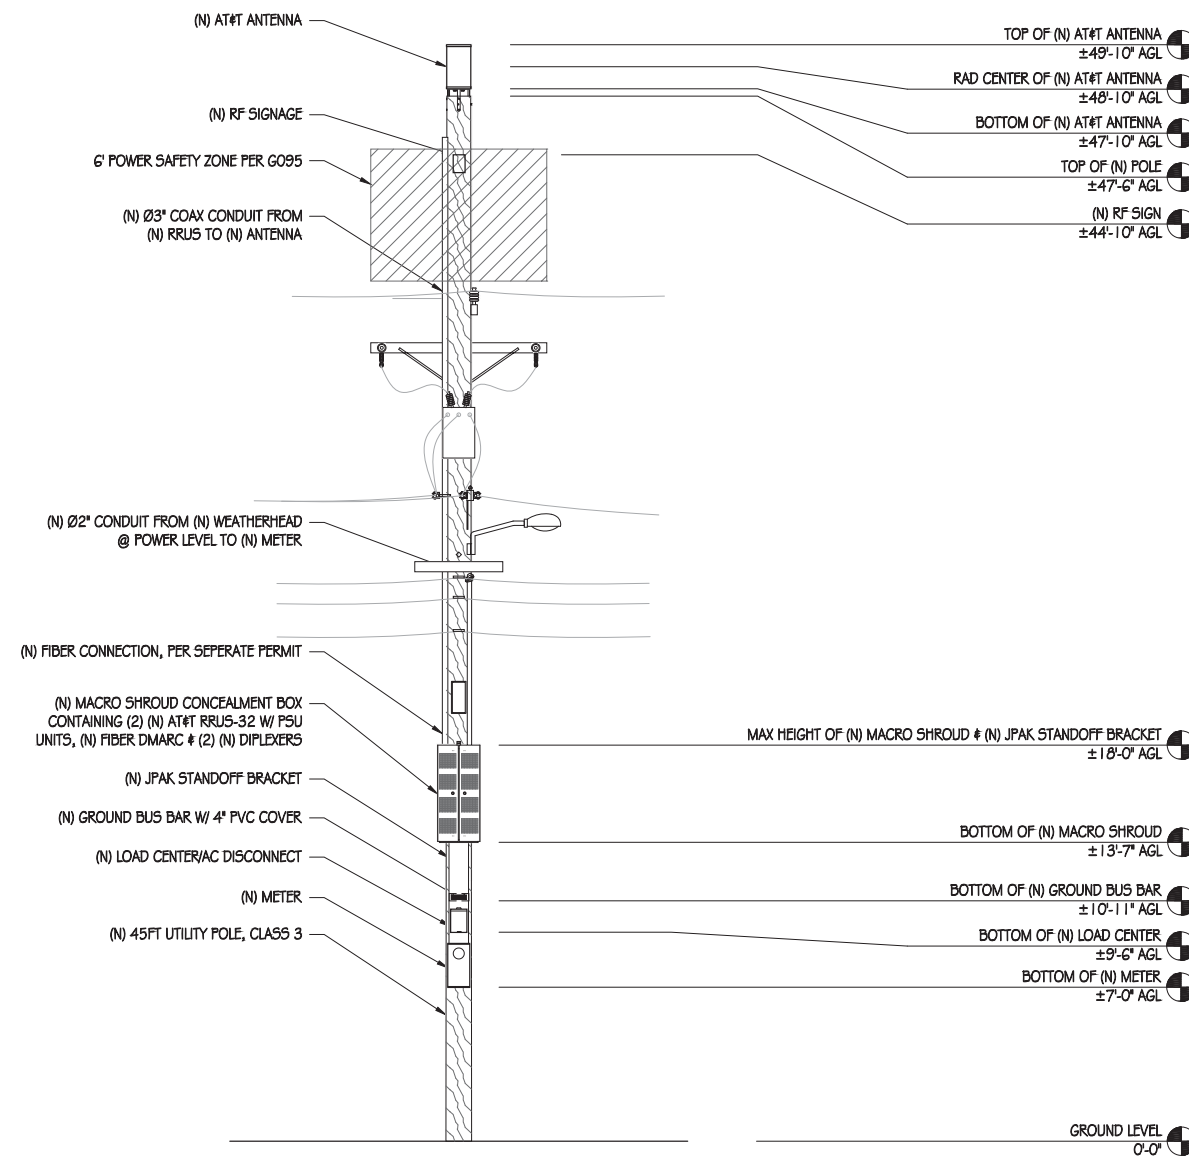 (N) AT&T ANTENNA
(N) RF SIGNAGE
6' POWER SAFETY ZONE PER GO95
(N) Ø3" COAX CONDUIT FROM
(N) RRUS TO (N) ANTENNA
(N) Ø2" CONDUIT FROM (N) WEATHERHEAD
@ POWER LEVEL TO (N) METER
(N) FIBER CONNECTION, PER SEPERATE PERMIT
(N) MACRO SHROUD CONCEALMENT BOX
CONTAINING (2) (N) AT&T RRUS-32 W/ PSU
UNITS, (N) FIBER DMARC & (2) (N) DIPLEXERS
(N) JPAK STANDOFF BRACKET
(N) GROUND BUS BAR W/ 4" PVC COVER
(N) LOAD CENTER/AC DISCONNECT
(N) METER
(N) 45FT UTILITY POLE, CLASS 3
TOP OF (N) AT&T ANTENNA
±49'-10" AGL
RAD CENTER OF (N) AT&T ANTENNA
±48'-10" AGL
BOTTOM OF (N) AT&T ANTENNA
±47'-10" AGL
TOP OF (N) POLE
±47'-6" AGL
(N) RF SIGN
±44'-10" AGL
MAX HEIGHT OF (N) MACRO SHROUD & (N) JPAK STANDOFF BRACKET
±18'-0" AGL
BOTTOM OF (N) MACRO SHROUD
±13'-7" AGL
BOTTOM OF (N) GROUND BUS BAR
±10'-11" AGL
BOTTOM OF (N) LOAD CENTER
±9'-6" AGL
BOTTOM OF (N) METER
±7'-0" AGL
GROUND LEVEL
0'-0"